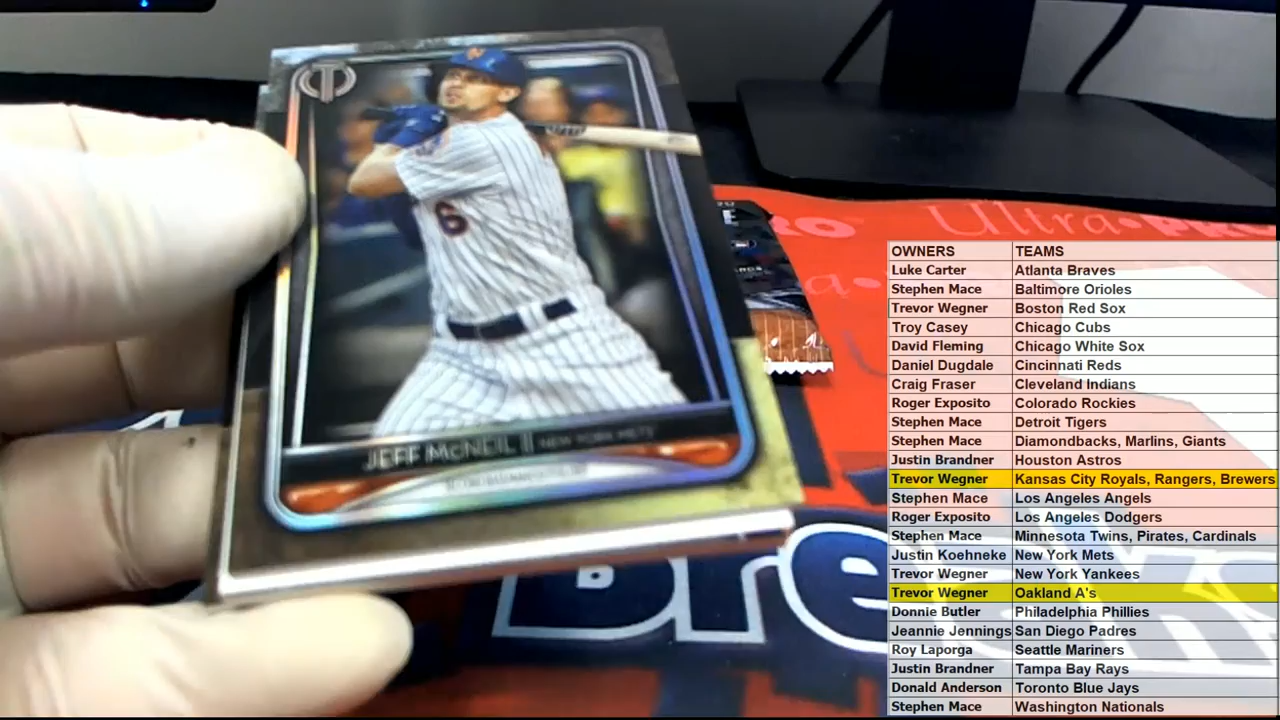 6
JEFF McNEIL || NEW YORK METS
Ultra PRO
RO
Bre
OWNERS TEAMS
Luke Carter Atlanta Braves
Stephen Mace Baltimore Orioles
Trevor Wegner Boston Red Sox
Troy Casey Chicago Cubs
David Fleming Chicago White Sox
Daniel Dugdale Cincinnati Reds
Craig Fraser Cleveland Indians
Roger Exposito Colorado Rockies
Stephen Mace Detroit Tigers
Stephen Mace Diamondbacks, Marlins, Giants
Justin Brandner Houston Astros
Trevor Wegner Kansas City Royals, Rangers, Brewers
Stephen Mace Los Angeles Angels
Roger Exposito Los Angeles Dodgers
Stephen Mace Minnesota Twins, Pirates, Cardinals
Justin Koehneke New York Mets
Trevor Wegner New York Yankees
Trevor Wegner Oakland A's
Donnie Butler Philadelphia Phillies
Jeannie Jennings San Diego Padres
Roy Laporga Seattle Mariners
Justin Brandner Tampa Bay Rays
Donald Anderson Toronto Blue Jays
Stephen Mace Washington Nationals